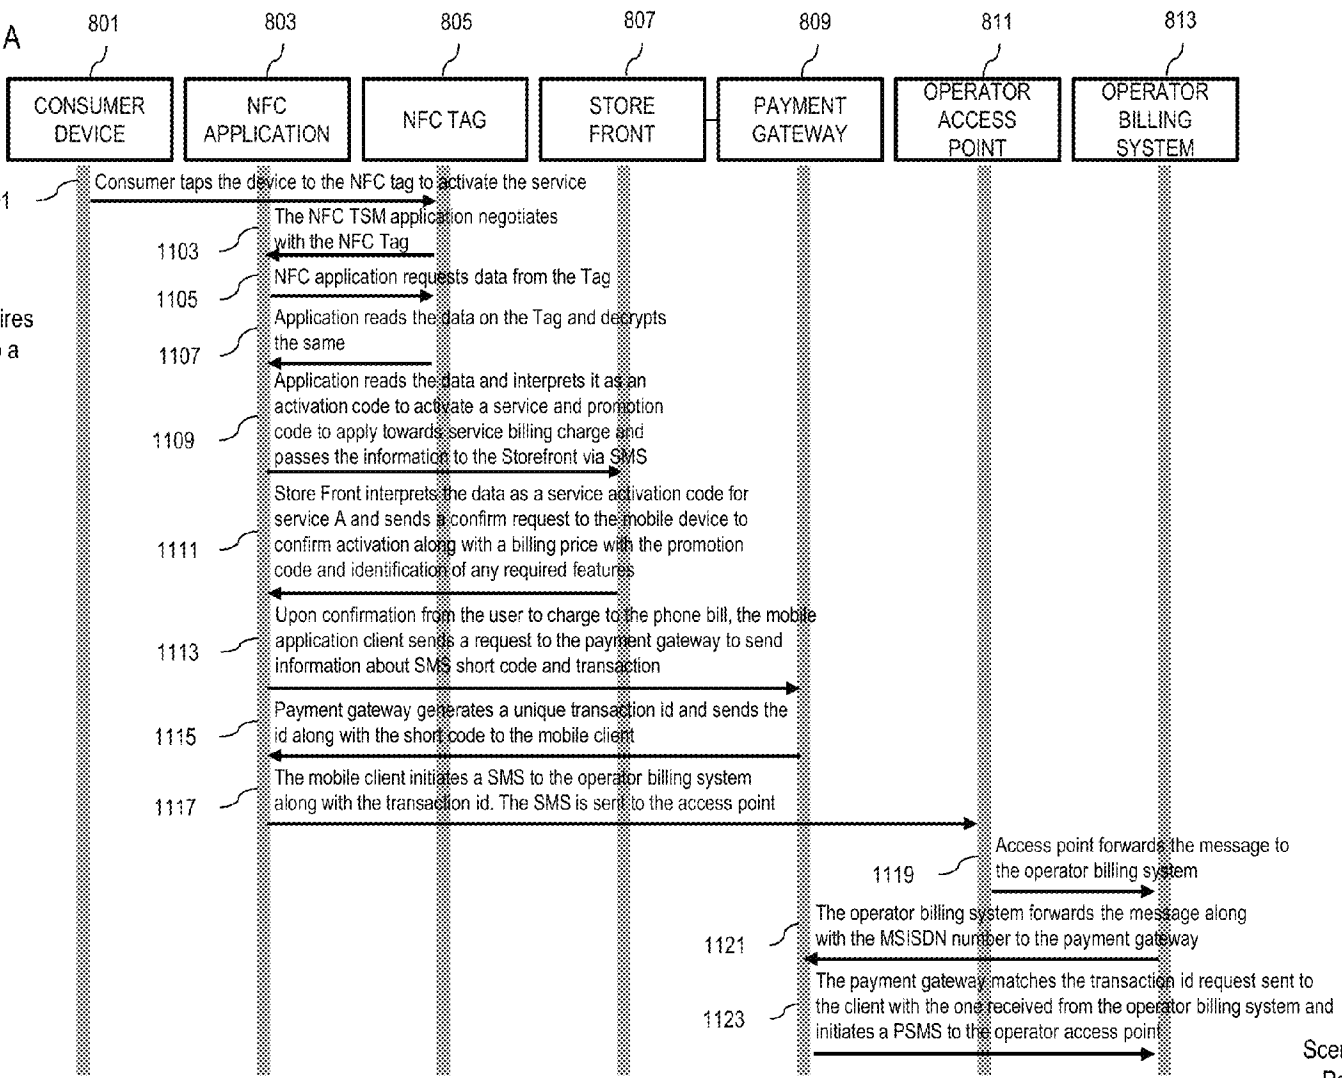 A
801
803
805
807
809
811
813
CONSUMER
DEVICE
NFC
APPLICATION
NFC TAG
STORE
FRONT
PAYMENT
GATEWAY
OPERATOR
ACCESS
POINT
OPERATOR
BILLING
SYSTEM
1
Consumer taps the device to the NFC tag to activate the service
1103
The NFC TSM application negotiates
with the NFC Tag
1105
NFC application requests data from the Tag
ires
a
1107
Application reads the data on the Tag and decrypts
the same
1109
Application reads the data and interprets it as an
activation code to activate a service and promotion
code to apply towards service billing charge and
passes the information to the Storefront via SMS
1111
Store Front interprets the data as a service activation code for
service A and sends a confirm request to the mobile device to
confirm activation along with a billing price with the promotion
code and identification of any required features
1113
Upon confirmation from the user to charge to the phone bill, the mobile
application client sends a request to the payment gateway to send
information about SMS short code and transaction
1115
Payment gateway generates a unique transaction id and sends the
id along with the short code to the mobile client
1117
The mobile client initiates a SMS to the operator billing system
along with the transaction id. The SMS is sent to the access point
1119
Access point forwards the message to
the operator billing system
1121
The operator billing system forwards the message along
with the MSISDN number to the payment gateway
1123
The payment gateway matches the transaction id request sent to
the client with the one received from the operator billing system and
initiates a PSMS to the operator access point
Scer